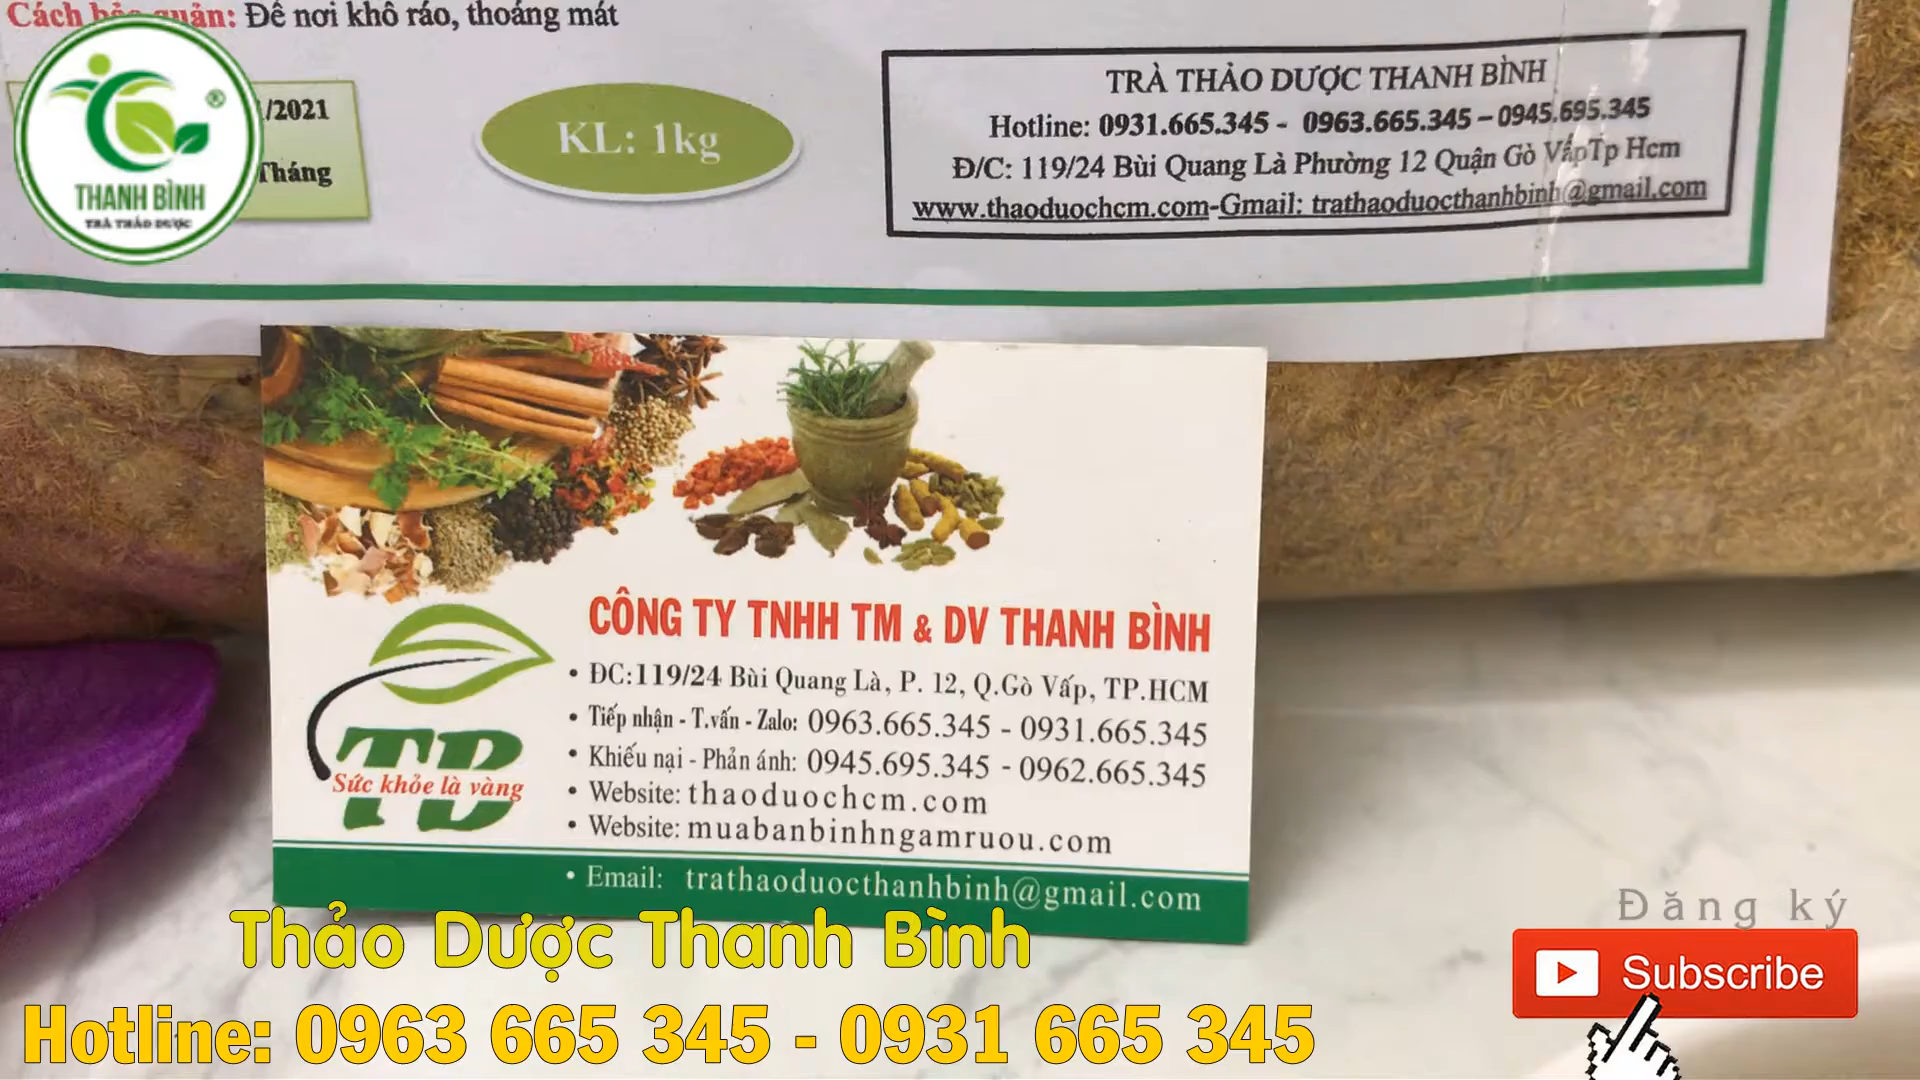 Cách bảo quản: Để nơi khô ráo, thoáng mát
/2021
Tháng
THANH BÌNH
TRÀ THẢO DƯỢC
®
KL: 1kg
TRÀ THẢO DƯỢC THANH BÌNH
Hotline: 0931.665.345 - 0963.665.345 – 0945.695.345
Đ/C: 119/24 Bùi Quang Là Phường 12 Quận Gò VấpTp Hcm
www.thaoduochcm.com-Gmail: trathaoduocthanhbinh@gmail.com
CÔNG TY TNHH TM & DV THANH BÌNH
• ĐC:119/24 Bùi Quang Là, P. 12, Q.Gò Vấp, TP.HCM
• Tiếp nhận - T.vấn - Zalo: 0963.665.345 - 0931.665.345
• Khiếu nại - Phản ánh: 0945.695.345 - 0962.665.345
• Website: thaoduochcm.com
• Website: muabanbinhngamruou.com
• Email: trathaoduocthanhbinh@gmail.com
TB
Sức khỏe là vàng
Thảo Dược Thanh Bình
Hotline: 0963 665 345 - 0931 665 345
Đăng ký
Subscribe